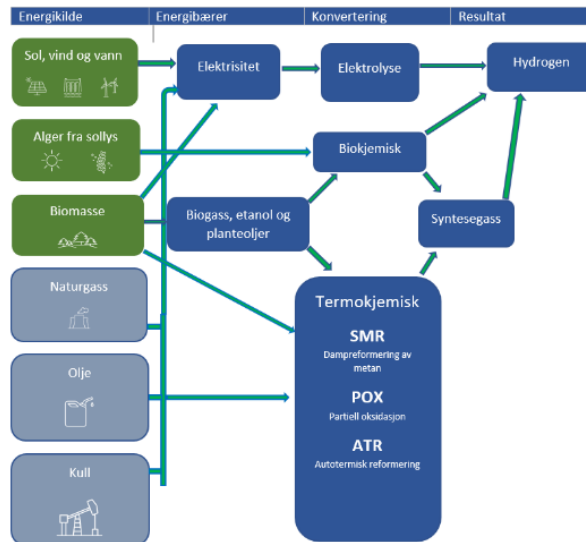 Energikilde
Energibærer
Konvertering
Resultat
Sol, vind og vann
Elektrisitet
Elektrolyse
Hydrogen
Alger fra sollys
Biokjemisk
Biomasse
Biogass, etanol og
planteoljer
Syntesegass
Naturgass
Termokjemisk
SMR
Dampreformering av
metan
Olje
POX
Partiell oksidasjon
ATR
Autotermisk reformering
Kull